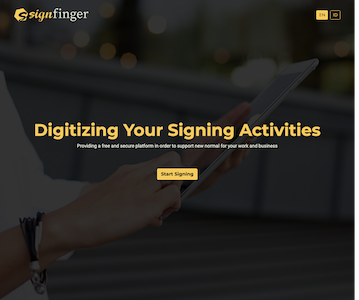 signfinger
EN
ID
Digitizing Your Signing Activities
Providing a free and secure platform in order to support new normal for your work and business
Start Signing